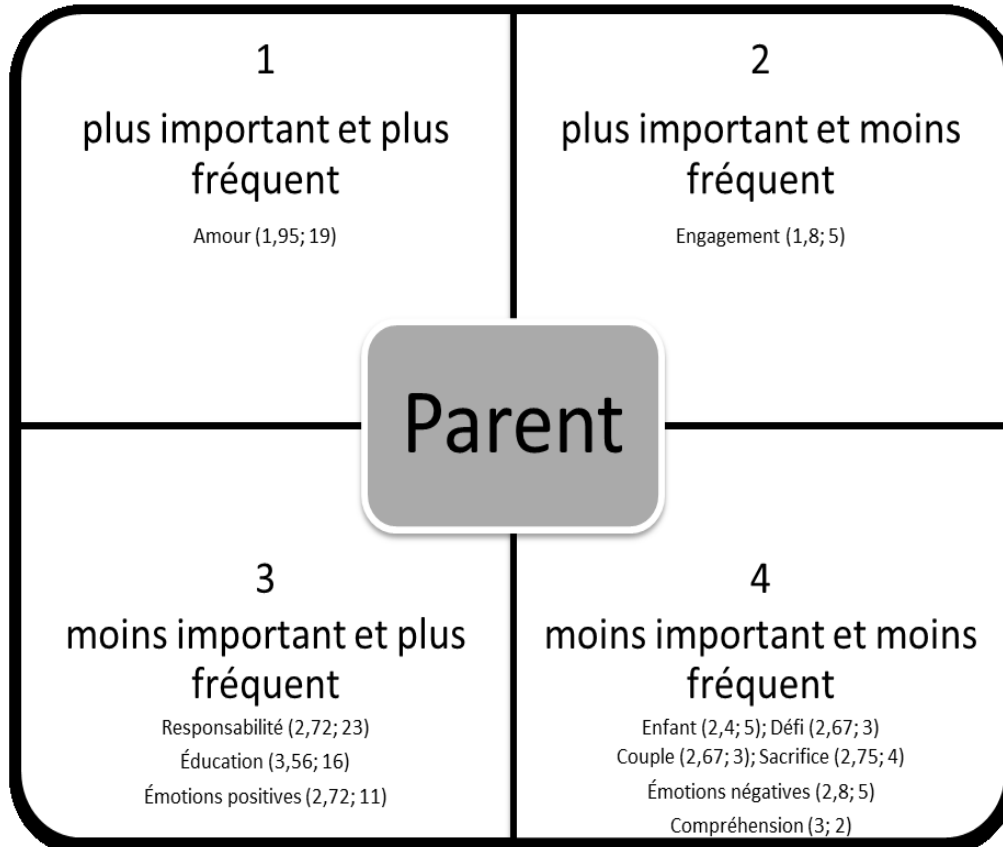 1
plus important et plus
fréquent
Amour (1,95; 19)
2
plus important et moins
fréquent
Engagement (1,8; 5)
Parent
3
moins important et plus
fréquent
Responsabilité (2,72; 23)
Éducation (3,56; 16)
Émotions positives (2,72; 11)
4
moins important et moins
fréquent
Enfant (2,4; 5); Défi (2,67; 3)
Couple (2,67; 3); Sacrifice (2,75; 4)
Émotions négatives (2,8; 5)
Compréhension (3; 2)